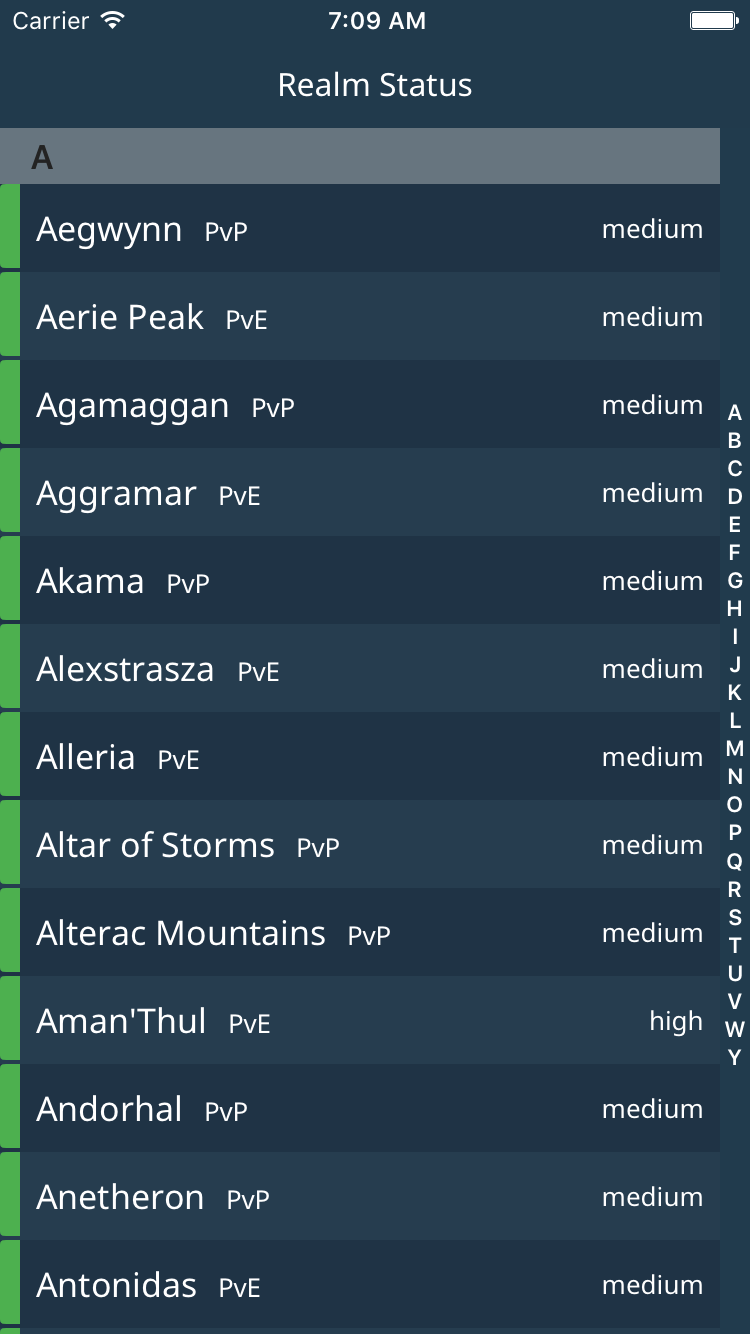 Carrier 7:09 AM
Realm Status
A
Aegwynn PvP medium
Aerie Peak PvE medium
Agamaggan PvP medium
Aggramar PvE medium
Akama PvP medium
Alexstrasza PvE medium
Alleria PvE medium
Altar of Storms PvP medium
Alterac Mountains PvP medium
Aman'Thul PvE high
Andorhal PvP medium
Anetheron PvP medium
Antonidas PvE medium
A
B
C
D
E
F
G
H
I
J
K
L
M
N
O
P
Q
R
S
T
U
V
W
Y